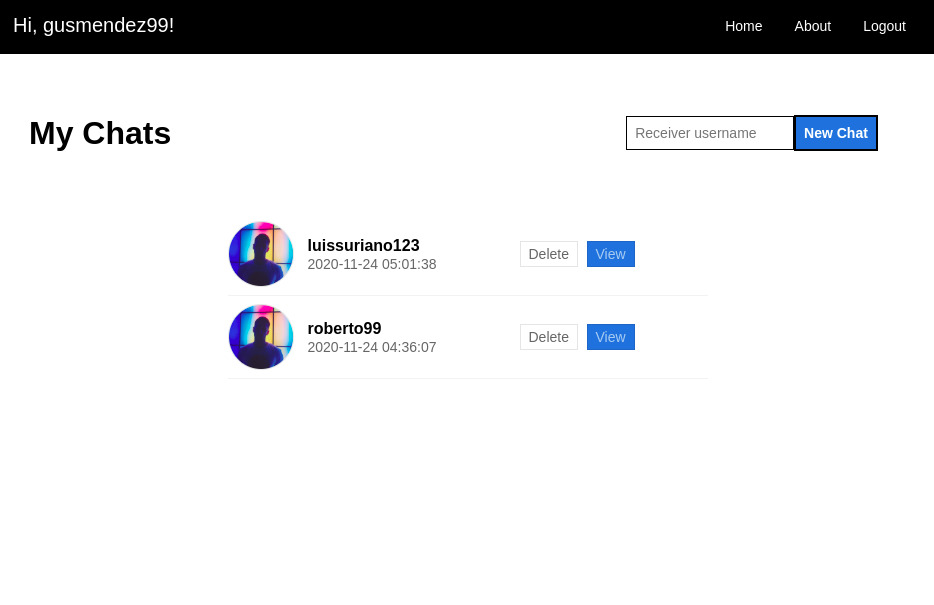 Hi, gusmendez99!
Home About Logout
My Chats
Receiver username New Chat
luissuriano123
2020-11-24 05:01:38
Delete View
roberto99
2020-11-24 04:36:07
Delete View